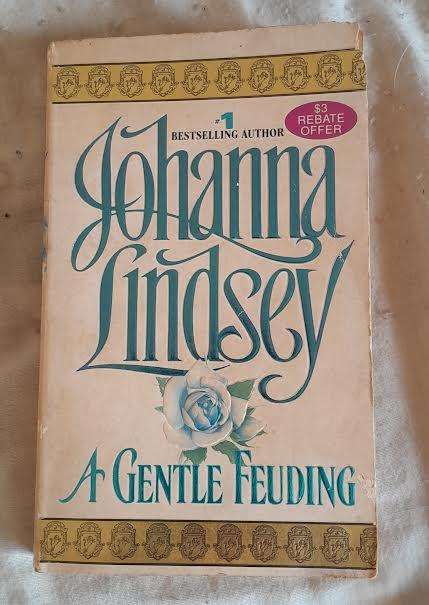 #1
BESTSELLING AUTHOR
$3
REBATE
OFFER
Johanna
Lindsey
A GENTLE FEUDING